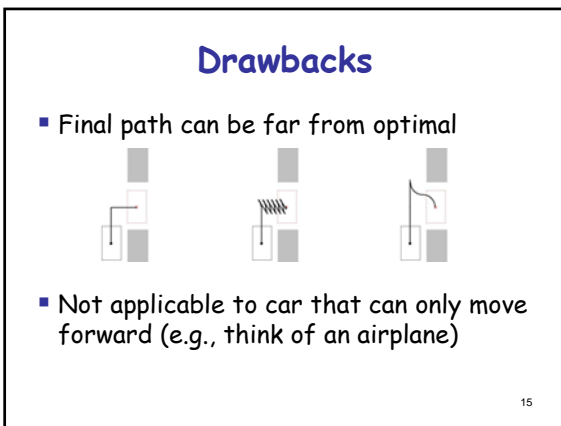 Drawbacks
▪ Final path can be far from optimal
▪ Not applicable to car that can only move
forward (e.g., think of an airplane)
15